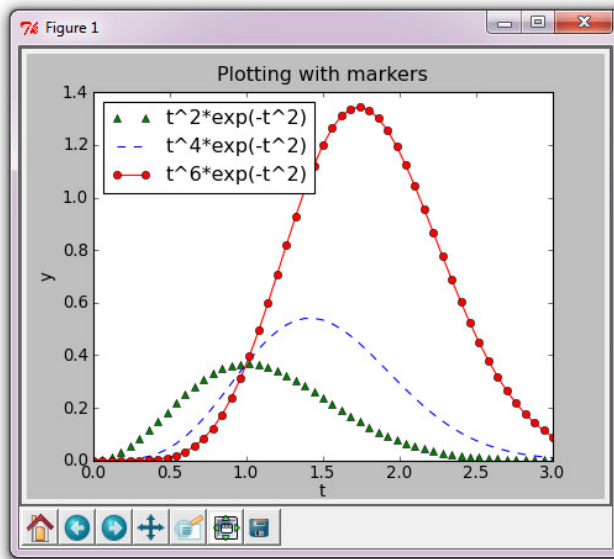 Figure 1
Plotting with markers
1.4
1.2
1.0
0.8
0.6
0.4
0.2
0.0
y
t^2*exp(-t^2)
t^4*exp(-t^2)
t^6*exp(-t^2)
0.0 0.5 1.0 1.5 2.0 2.5 3.0
t